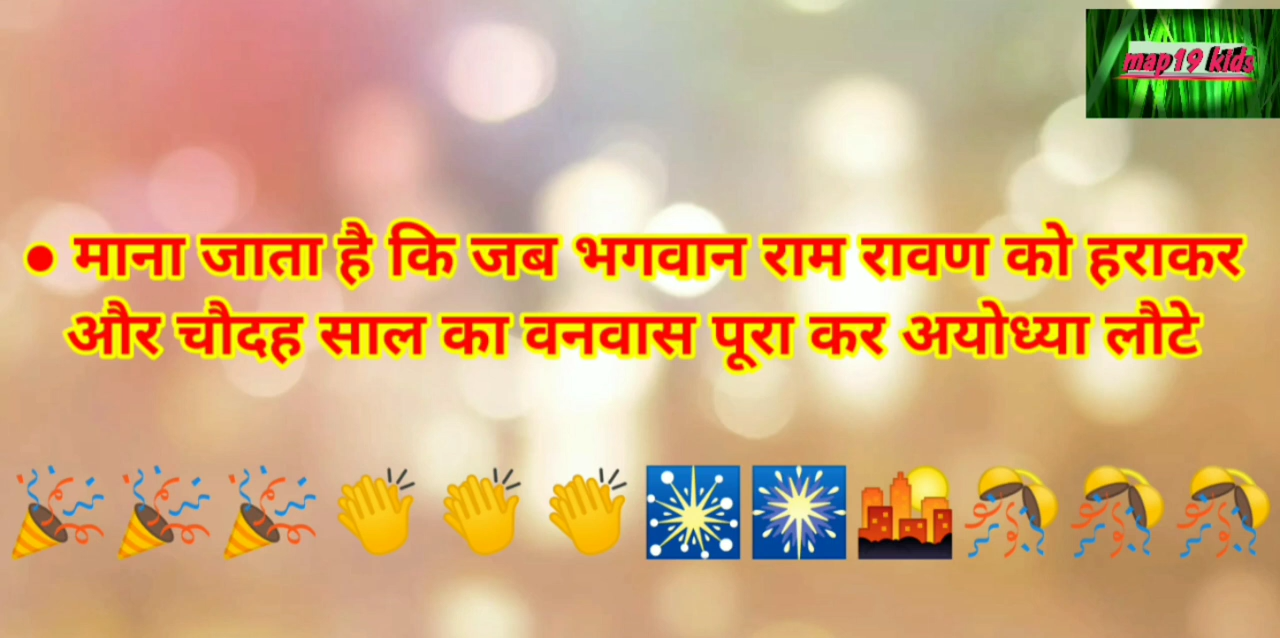 map19 kids
• माना जाता है कि जब भगवान राम रावण को हराकर
और चौदह साल का वनवास पूरा कर अयोध्या लौटे